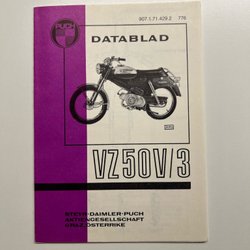 907.1.71.429.2 776
PUCH
DATABLAD
VZ50V/3
STEYR-DAIMLER-PUCH
AKTIENGESELLSCHAFT
GRAZ ÖSTERRIKE